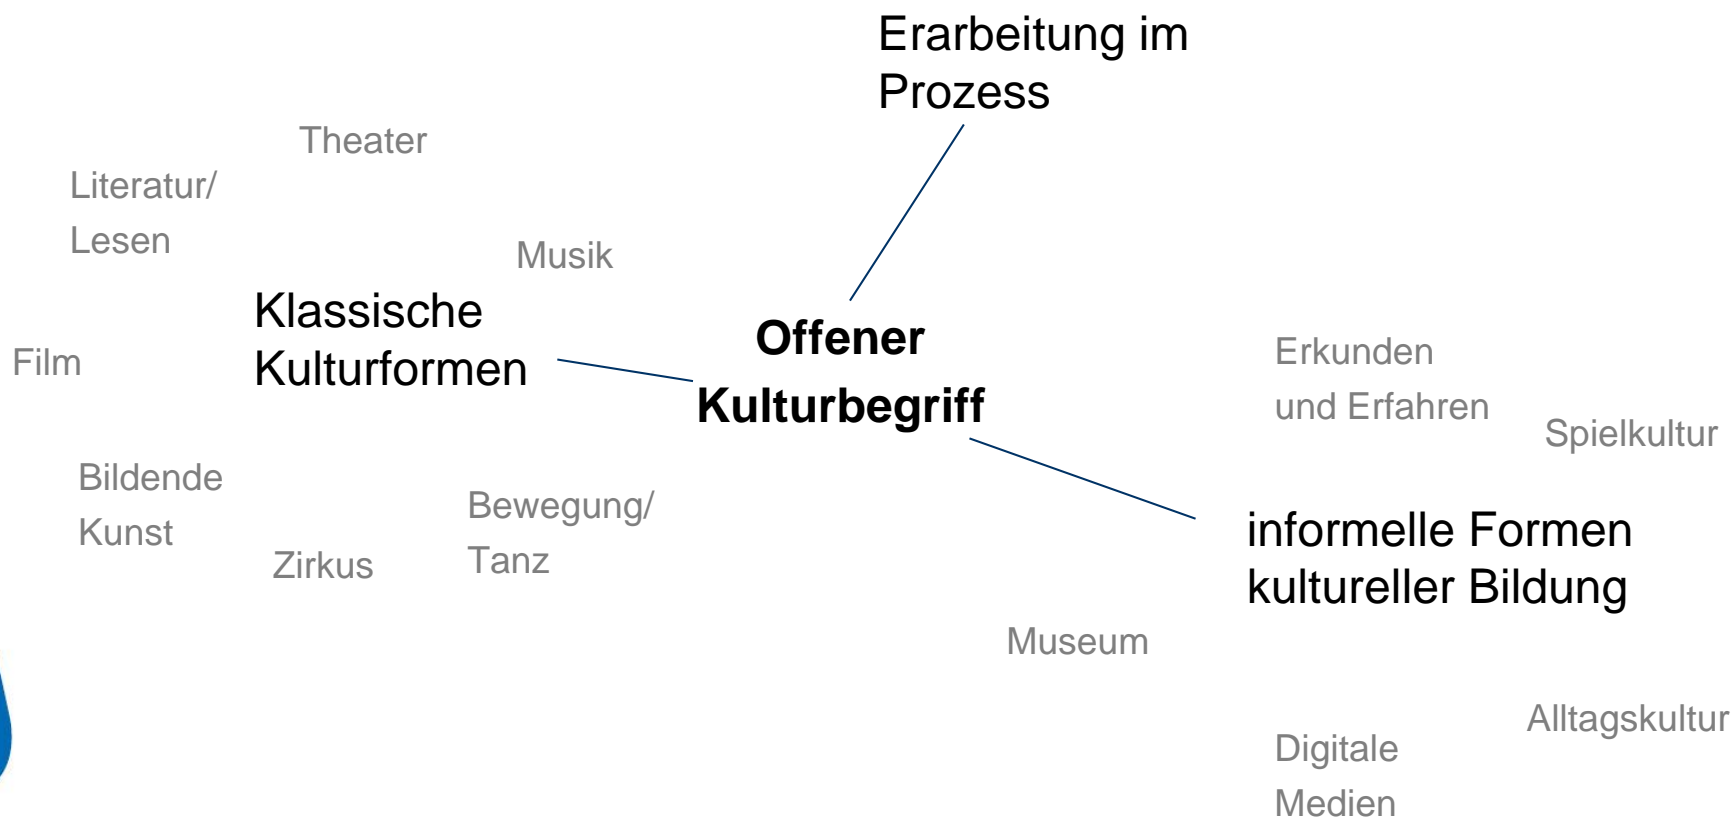 Erarbeitung im
Prozess
Theater
Literatur/
Lesen
Musik
Klassische
Kulturformen
Film
Offener
Kulturbegriff
Erkunden
und Erfahren
Spielkultur
Bildende
Kunst
Zirkus
Bewegung/
Tanz
informelle Formen
kultureller Bildung
Museum
Alltagskultur
Digitale
Medien